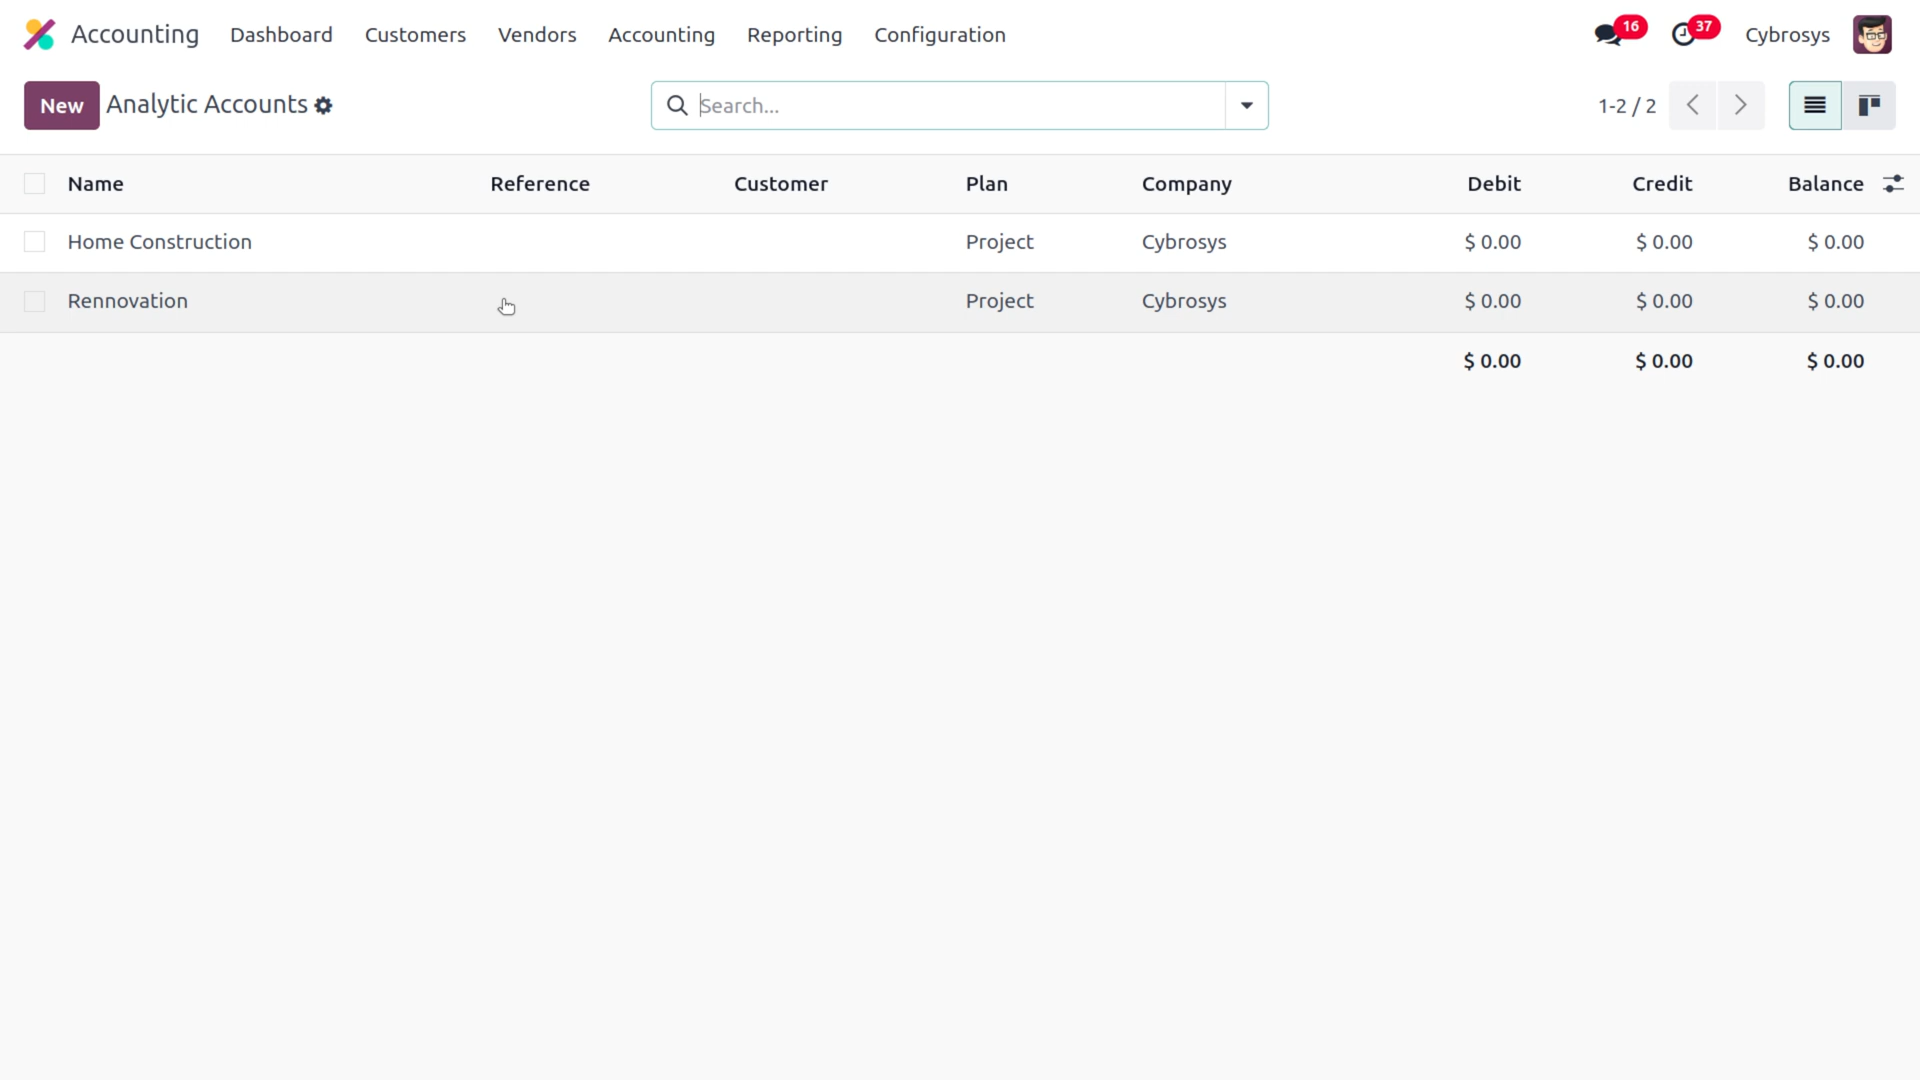 Accounting Dashboard Customers Vendors Accounting Reporting Configuration 16 37 Cybrosys
New Analytic Accounts Search... 1-2 / 2
Name Reference Customer Plan Company Debit Credit Balance
Home Construction Project Cybrosys $ 0.00 $ 0.00 $ 0.00
Rennovation Project Cybrosys $ 0.00 $ 0.00 $ 0.00
$ 0.00 $ 0.00 $ 0.00